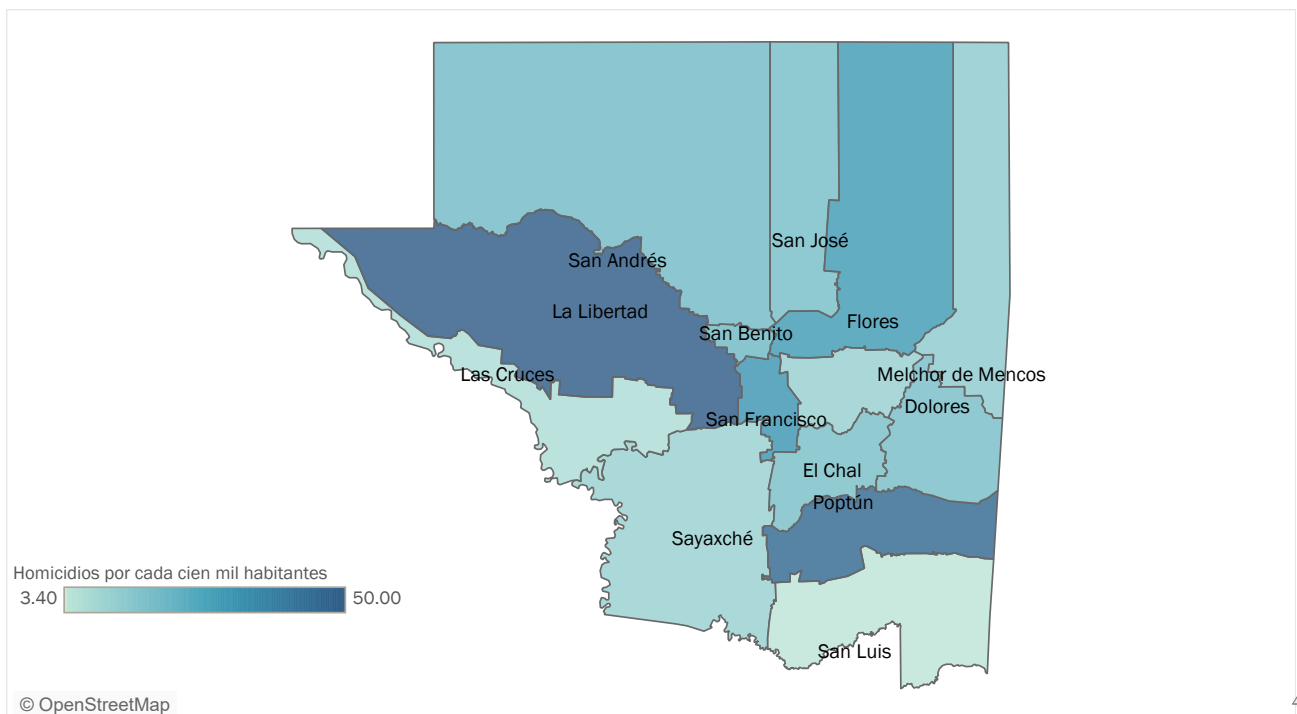 San José
San Andrés
La Libertad
Flores
San Benito
Las Cruces
Melchor de Mencos
Dolores
San Francisco
El Chal
Poptún
Sayaxché
Homicidios por cada cien mil habitantes
3.40
50.00
San Luis
© OpenStreetMap